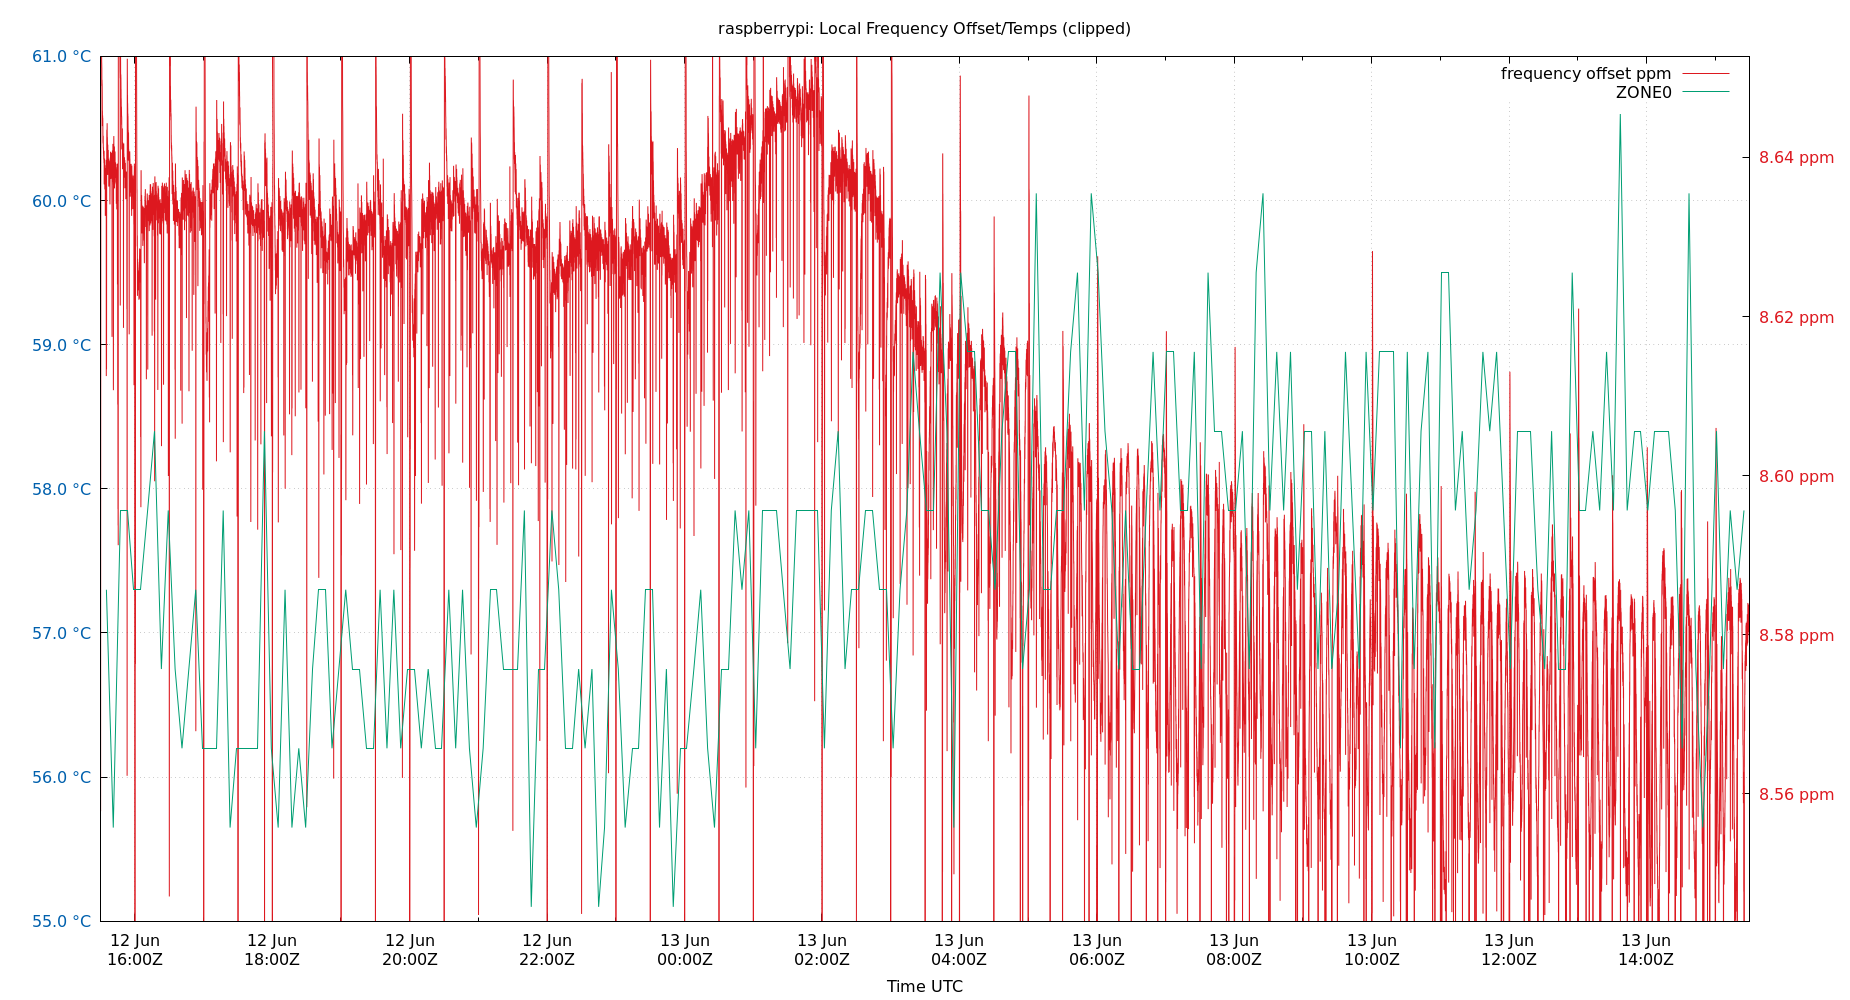 raspberrypi: Local Frequency Offset/Temps (clipped)
frequency offset ppm
ZONE0
61.0 °C
60.0 °C
59.0 °C
58.0 °C
57.0 °C
56.0 °C
55.0 °C
8.64 ppm
8.62 ppm
8.60 ppm
8.58 ppm
8.56 ppm
12 Jun
16:00Z
12 Jun
18:00Z
12 Jun
20:00Z
12 Jun
22:00Z
13 Jun
00:00Z
13 Jun
02:00Z
13 Jun
04:00Z
13 Jun
06:00Z
13 Jun
08:00Z
13 Jun
10:00Z
13 Jun
12:00Z
13 Jun
14:00Z
Time UTC